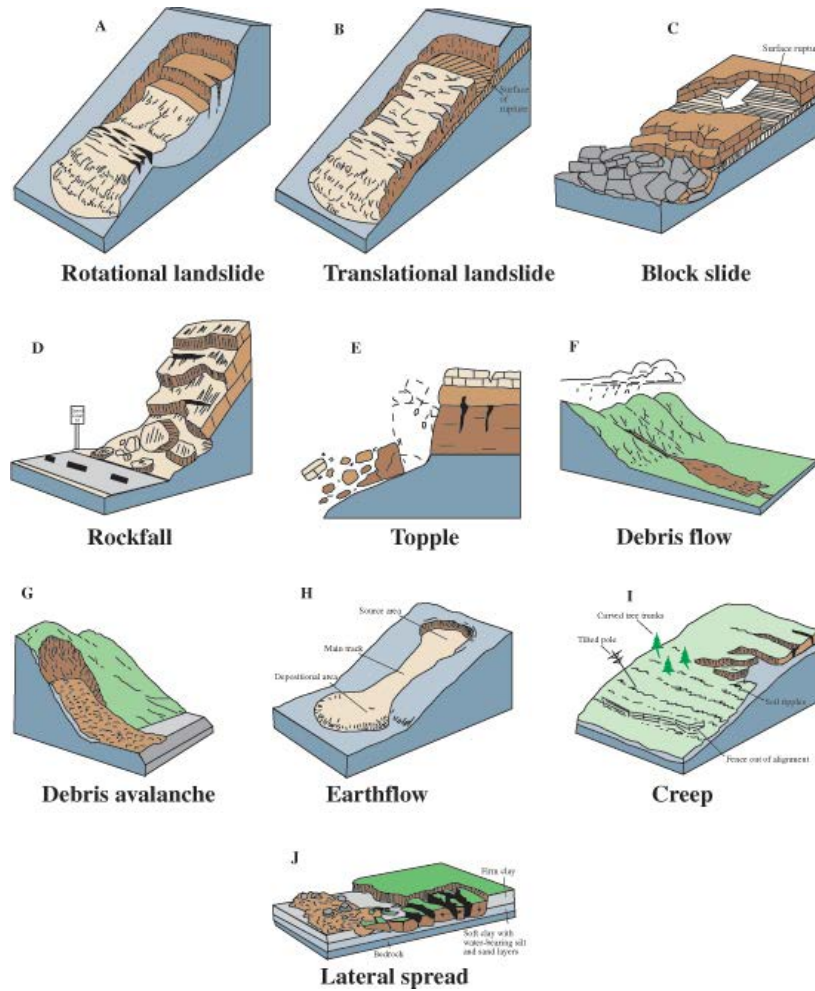 A
B
C
Surface rupture
Surface
of
rupture
Toe
Rotational landslide
Translational landslide
Block slide
D
E
F
Rockfall
Topple
Debris flow
G
H
I
Source area
Main track
Depositional area
Curved tree trunks
Tilted pole
Soil ripples
Fence out of alignment
Debris avalanche
Earthflow
Creep
J
Firm clay
Soft clay with
water-bearing silt
and sand layers
Bedrock
Lateral spread